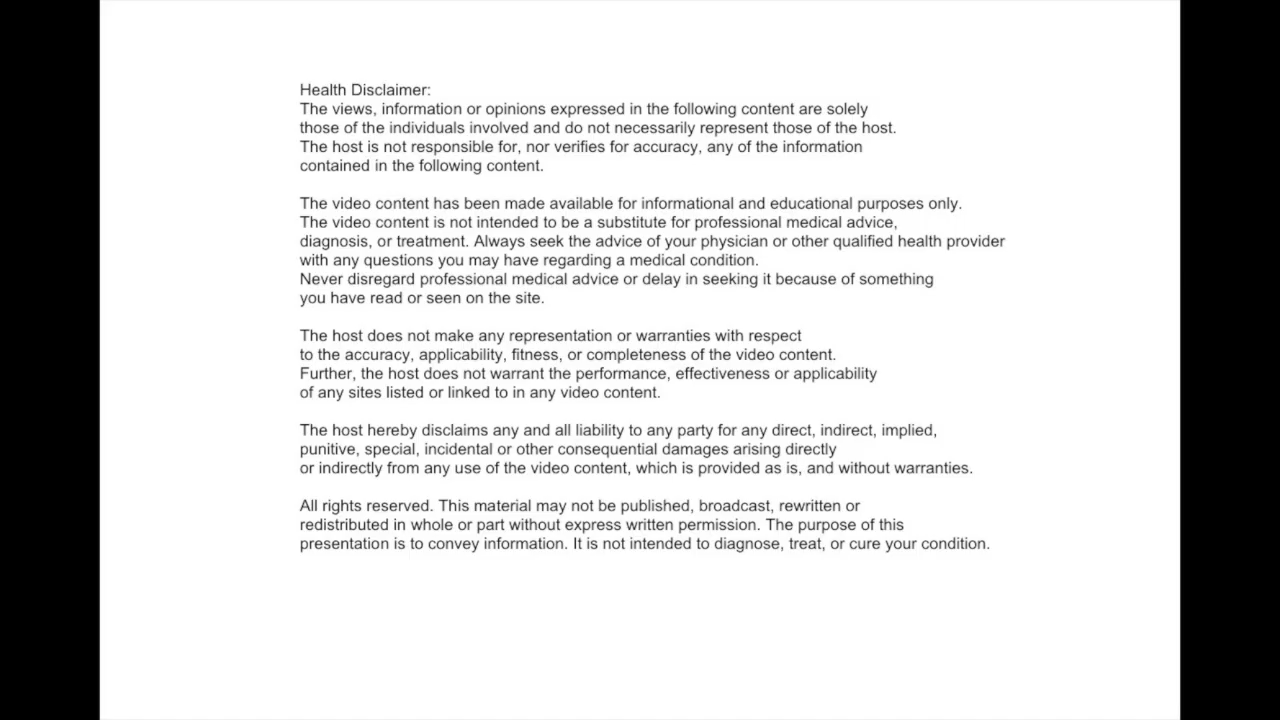 Health Disclaimer:
The views, information or opinions expressed in the following content are solely
those of the individuals involved and do not necessarily represent those of the host.
The host is not responsible for, nor verifies for accuracy, any of the information
contained in the following content.
The video content has been made available for informational and educational purposes only.
The video content is not intended to be a substitute for professional medical advice,
diagnosis, or treatment. Always seek the advice of your physician or other qualified health provider
with any questions you may have regarding a medical condition.
Never disregard professional medical advice or delay in seeking it because of something
you have read or seen on the site.
The host does not make any representation or warranties with respect
to the accuracy, applicability, fitness, or completeness of the video content.
Further, the host does not warrant the performance, effectiveness or applicability
of any sites listed or linked to in any video content.
The host hereby disclaims any and all liability to any party for any direct, indirect, implied,
punitive, special, incidental or other consequential damages arising directly
or indirectly from any use of the video content, which is provided as is, and without warranties.
All rights reserved. This material may not be published, broadcast, rewritten or
redistributed in whole or part without express written permission. The purpose of this
presentation is to convey information. It is not intended to diagnose, treat, or cure your condition.